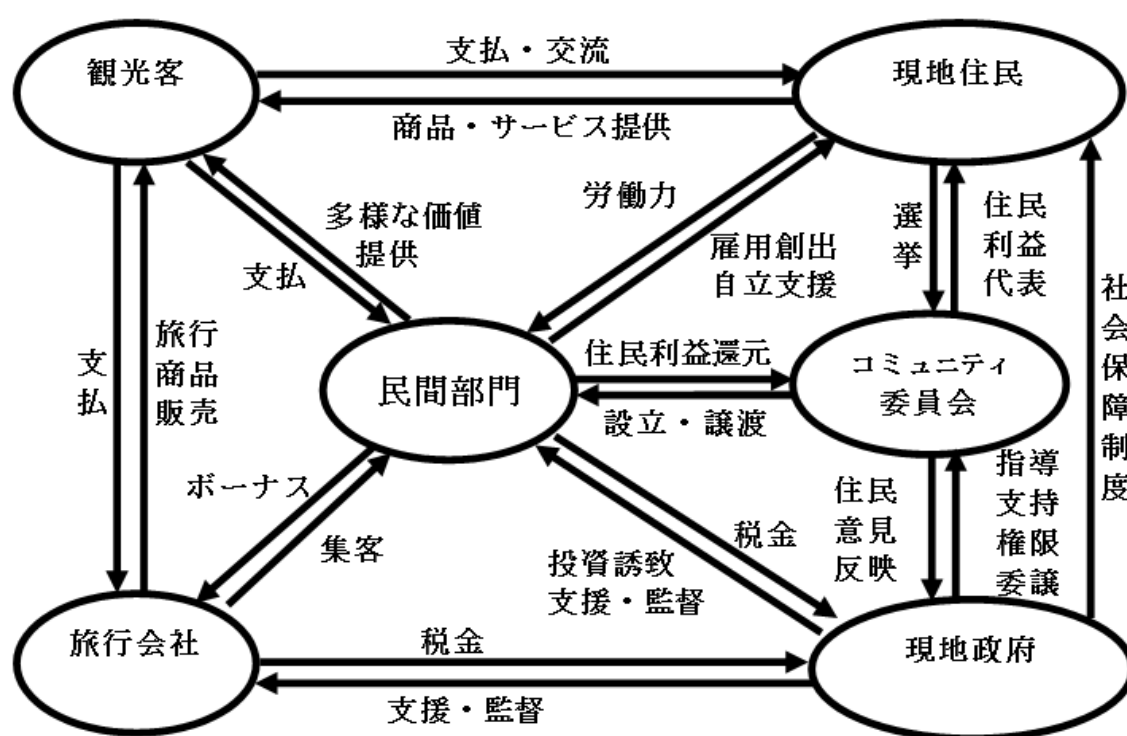 観光客
支払・交流
現地住民
商品・サービス提供
多様な価値
提供
支払
労働力
雇用創出
自立支援
選挙
住民
利益
代表
社会保障制度
支払
旅行
商品
販売
民間部門
住民利益還元
設立・譲渡
コミュニティ
委員会
ボーナス
集客
税金
投資誘致
支援・監督
住民
意見
反映
指導
支持
権限
委譲
旅行会社
税金
支援・監督
現地政府